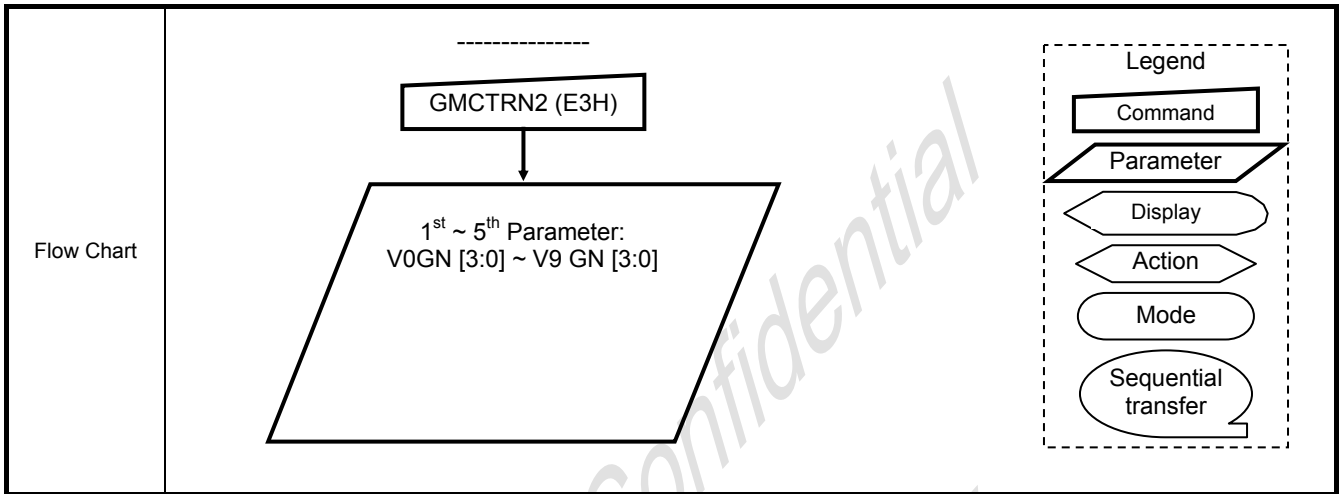 Flow Chart
---------------
GMCTRN2 (E3H)
1st ~ 5th Parameter:
V0GN [3:0] ~ V9 GN [3:0]
Legend
Command
Parameter
Display
Action
Mode
Sequential
transfer
Confidential